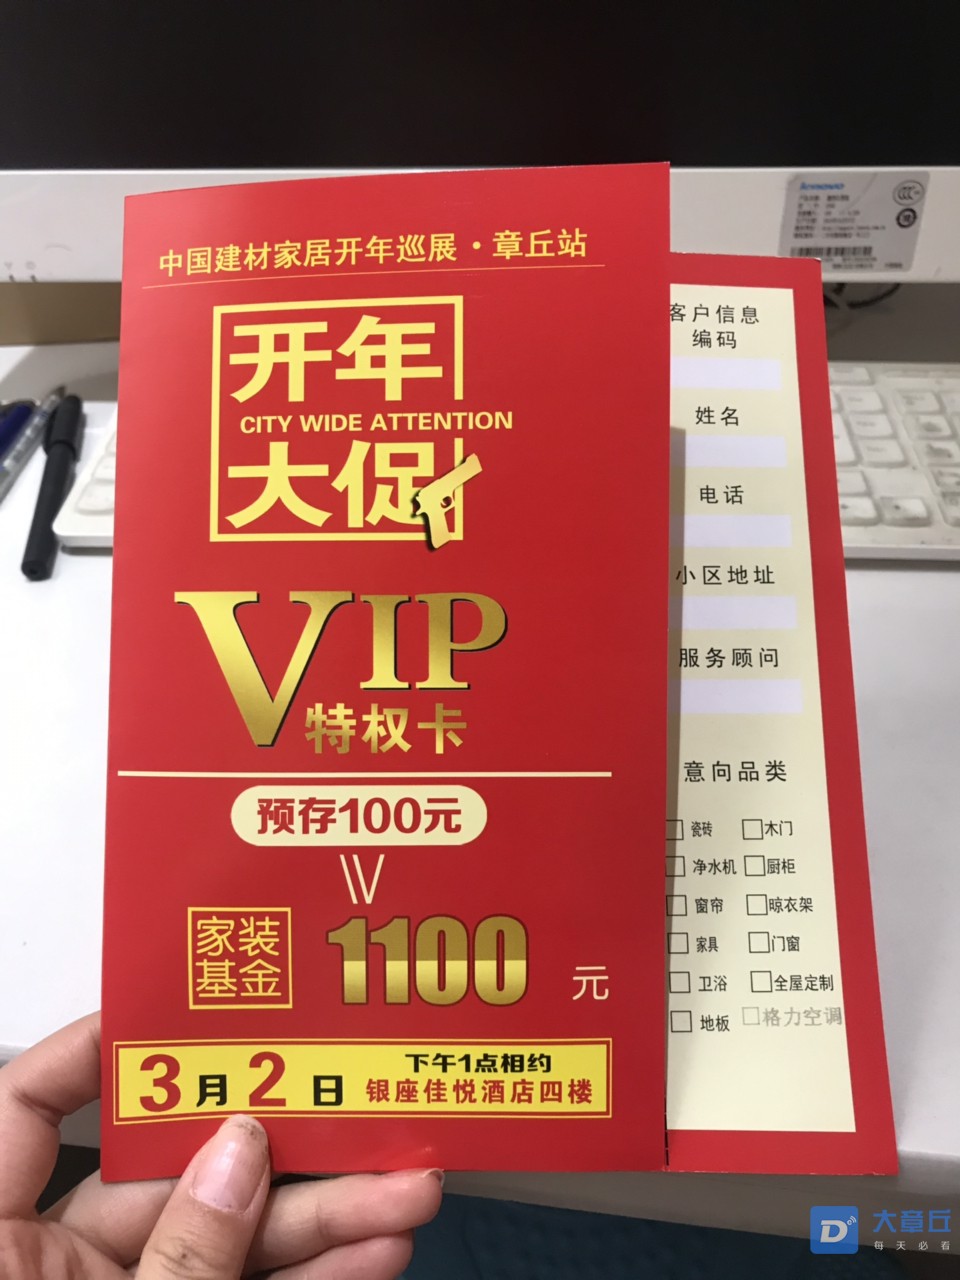 中国建材家居开年巡展·章丘站
开年
CITY WIDE ATTENTION
大促
VIP
特权卡
预存100元
家装
基金
1100
元
3月2日
下午1点相约
银座佳悦酒店四楼
客户信息
编码
姓名
电话
小区地址
服务顾问
意向品类
瓷砖 木门
净水机 厨柜
窗帘 晾衣架
家具 门窗
卫浴 全屋定制
地板 格力空调
lenovo
D
大章丘
每天必看